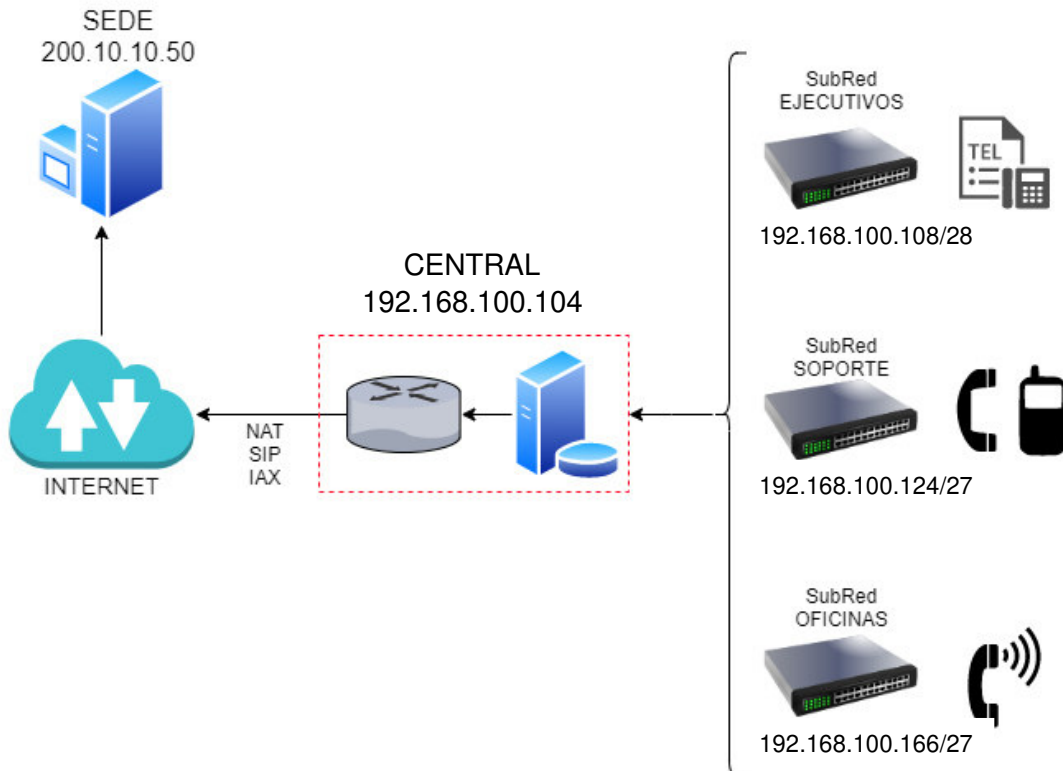 SEDE
200.10.10.50
INTERNET
NAT
SIP
IAX
CENTRAL
192.168.100.104
SubRed
EJECUTIVOS
TEL
192.168.100.108/28
SubRed
SOPORTE
192.168.100.124/27
SubRed
OFICINAS
192.168.100.166/27